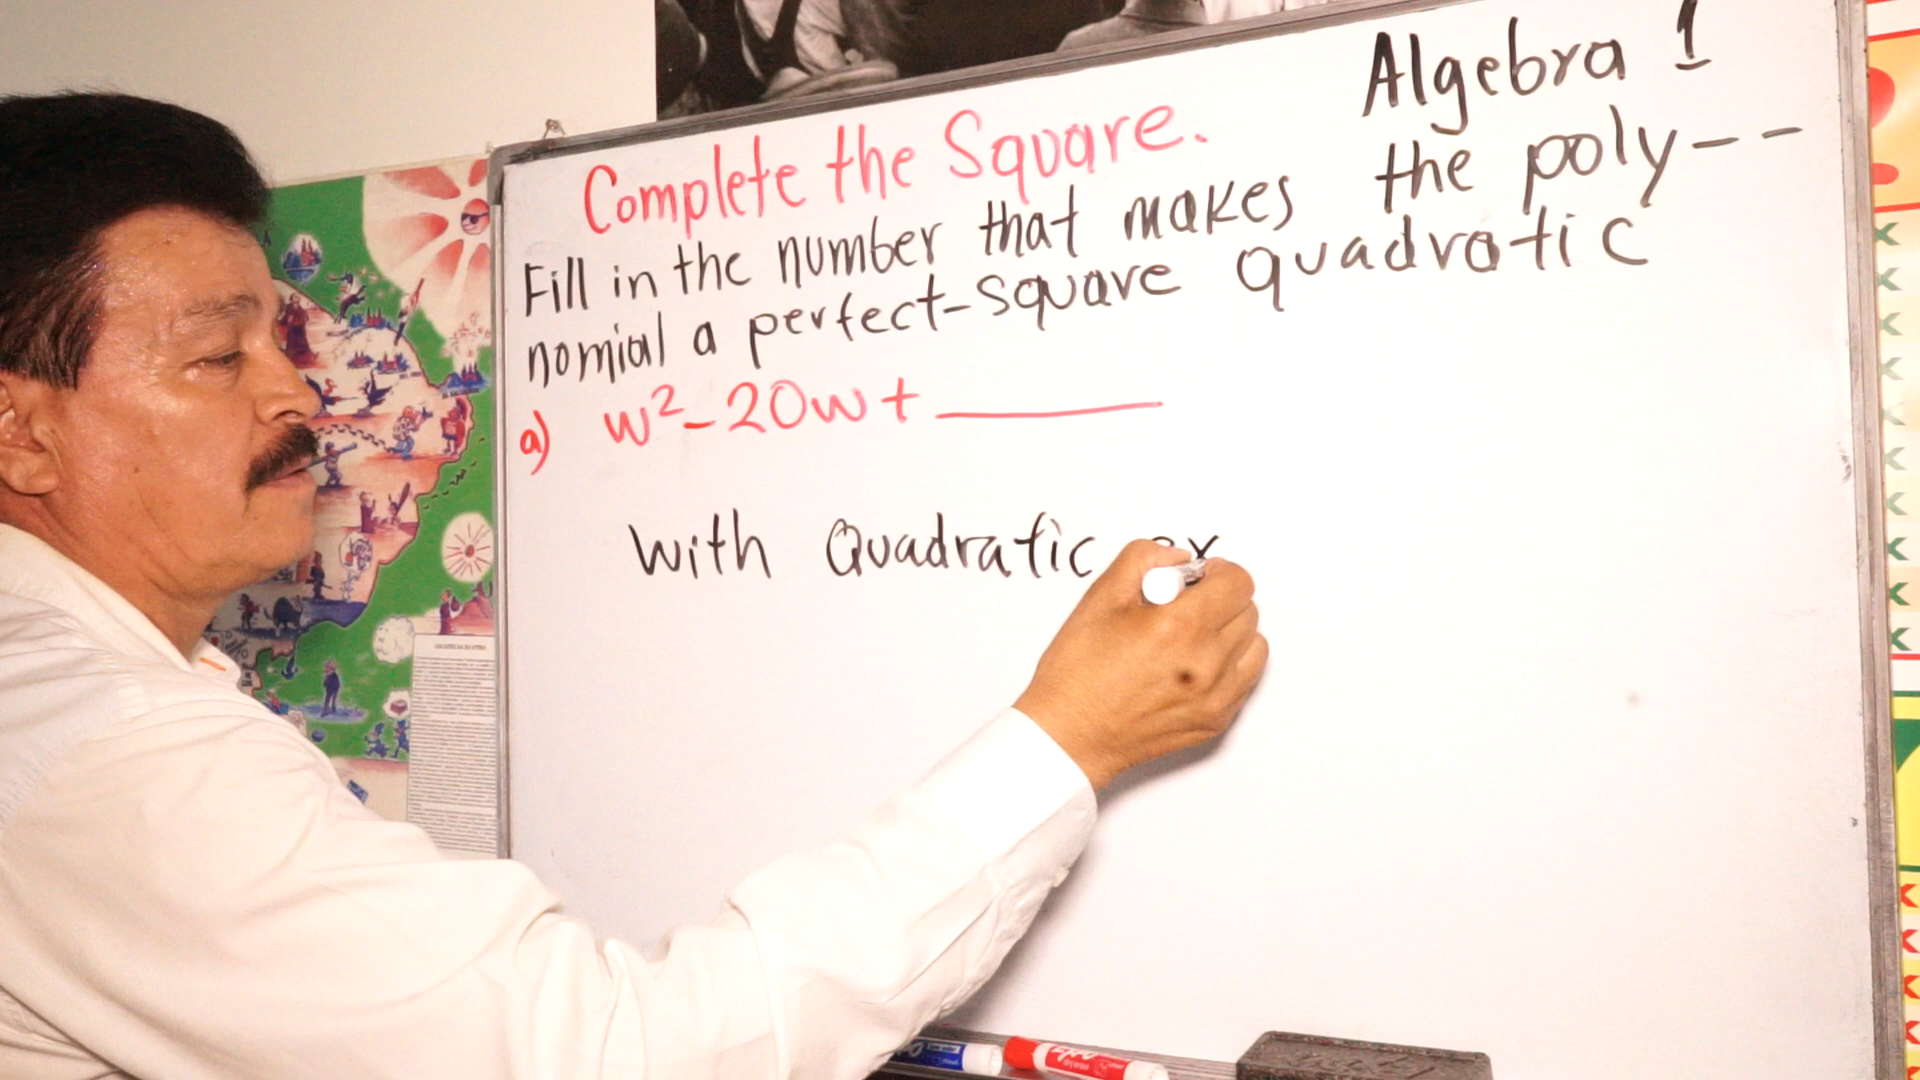 Algebra 1
Complete the Square.
Fill in the number that makes the poly--
nomial a perfect-square quadratic
a) w²-20w+ ______
With Quadratic ex